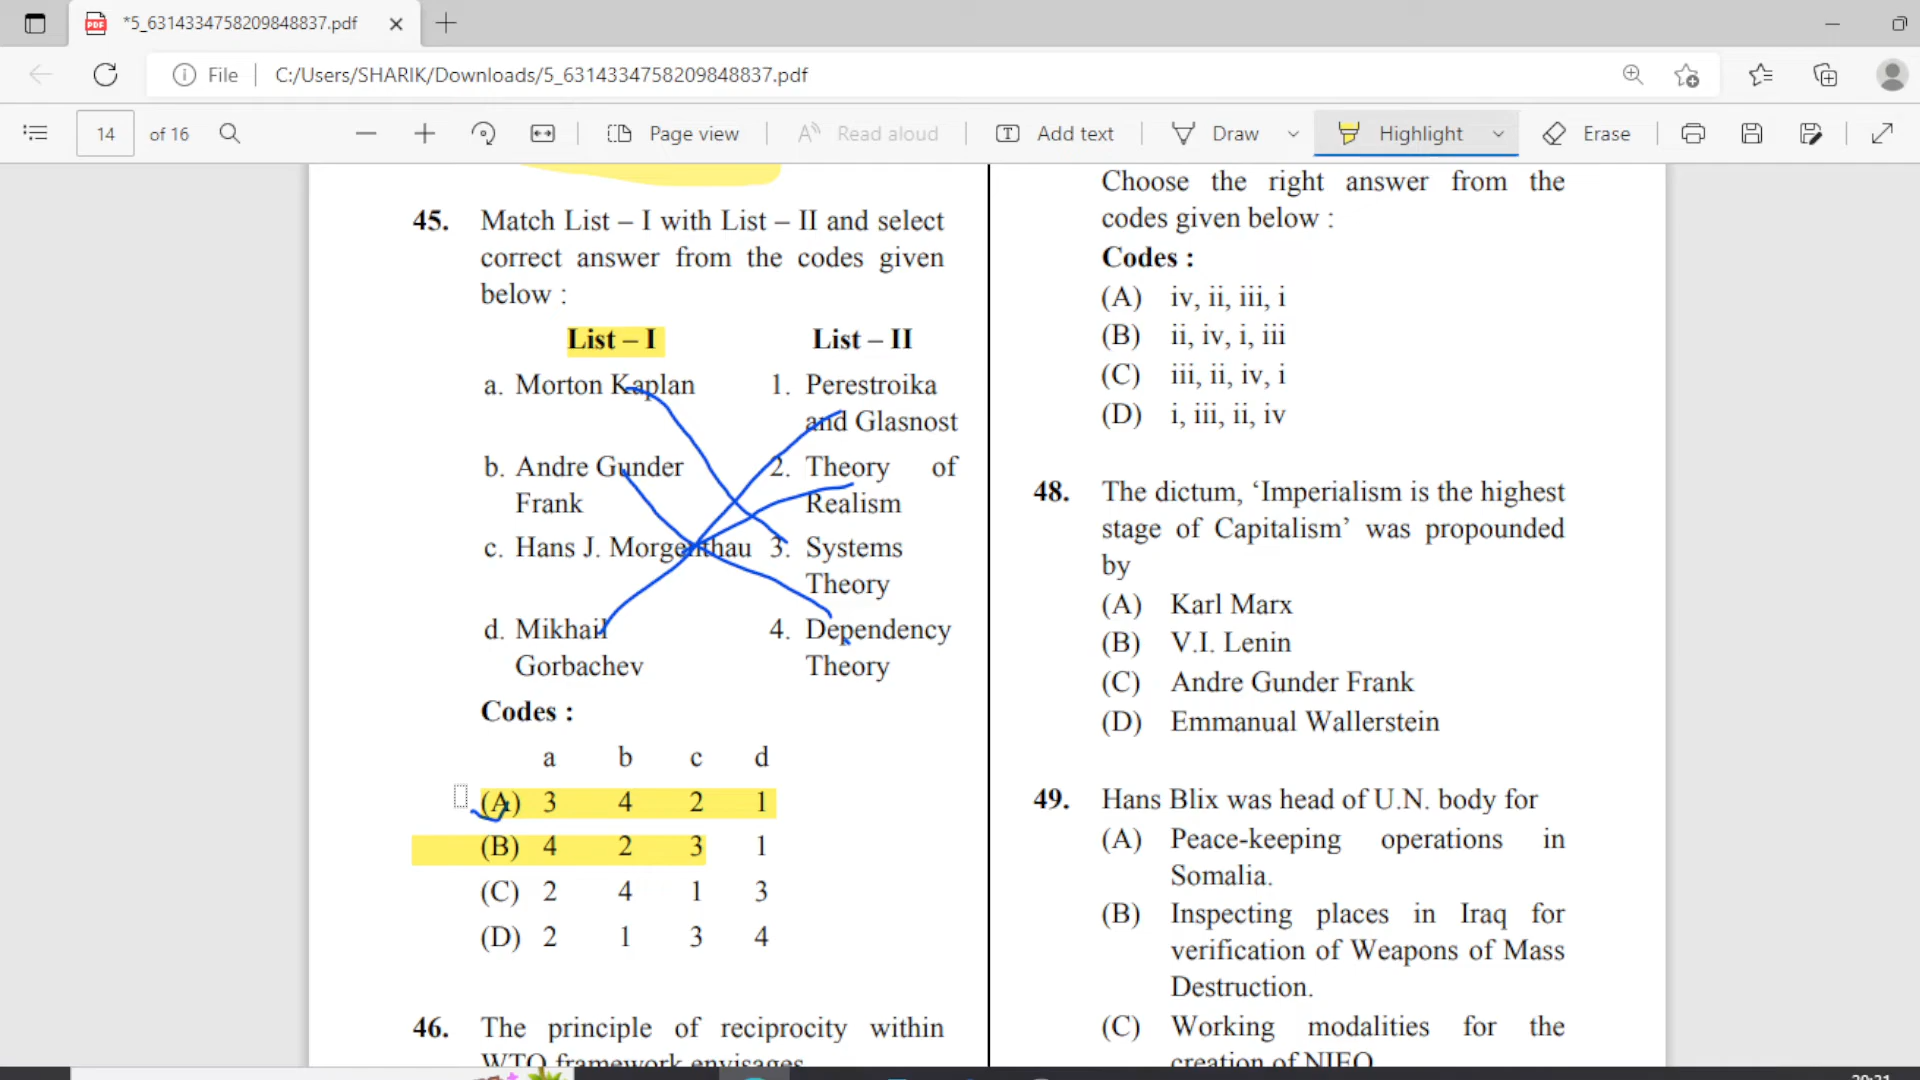 *5_6314334758209848837.pdf
File
C:/Users/SHARIK/Downloads/5_6314334758209848837.pdf
14 of 16
Page view
Read aloud
Add text
Draw
Highlight
Erase
45. Match List – I with List – II and select
correct answer from the codes given
below :
List – I List – II
a. Morton Kaplan 1. Perestroika
and Glasnost
b. Andre Gunder 2. Theory of
Frank Realism
c. Hans J. Morgenthau 3. Systems
Theory
d. Mikhail 4. Dependency
Gorbachev Theory
Codes :
a b c d
(A) 3 4 2 1
(B) 4 2 3 1
(C) 2 4 1 3
(D) 2 1 3 4
46. The principle of reciprocity within
WTO framework envisages
Choose the right answer from the
codes given below :
Codes :
(A) iv, ii, iii, i
(B) ii, iv, i, iii
(C) iii, ii, iv, i
(D) i, iii, ii, iv
48. The dictum, ‘Imperialism is the highest
stage of Capitalism’ was propounded
by
(A) Karl Marx
(B) V.I. Lenin
(C) Andre Gunder Frank
(D) Emmanual Wallerstein
49. Hans Blix was head of U.N. body for
(A) Peace-keeping operations in
Somalia.
(B) Inspecting places in Iraq for
verification of Weapons of Mass
Destruction.
(C) Working modalities for the
creation of NIEO